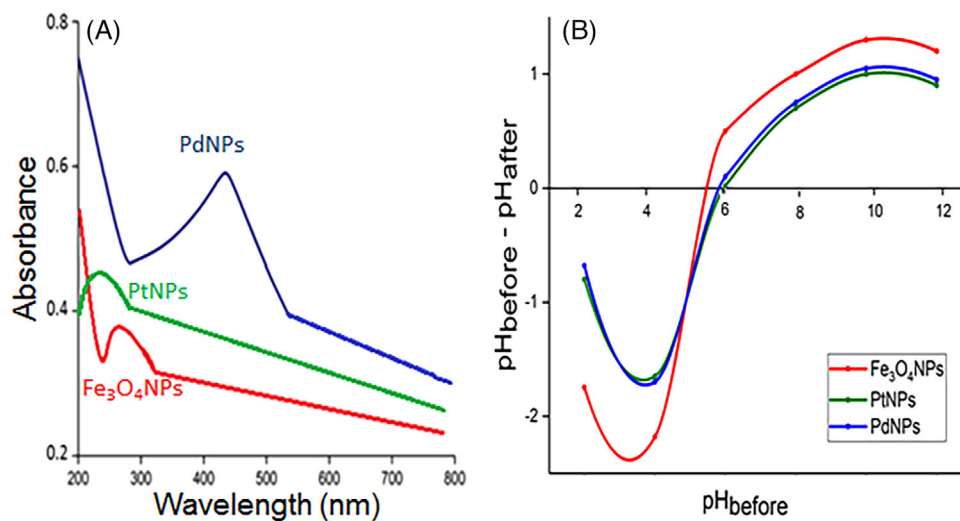 (A)
0.8
0.6
0.4
0.2
Absorbance
PdNPs
PtNPs
Fe₃O₄NPs
200 300 400 500 600 700 800
Wavelength (nm)
(B)
1
0
-1
-2
pHbefore - pHafter
2 4 6 8 10 12
Fe₃O₄NPs
PtNPs
PdNPs
pHbefore